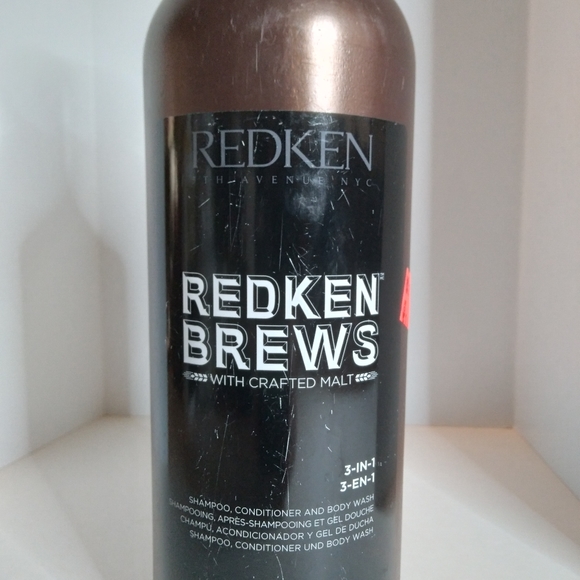 REDKEN
TH AVENUE NYC
REDKEN
BREWS
WITH CRAFTED MALT
3-IN-1
3-EN-1
SHAMPOO, CONDITIONER AND BODY WASH
SHAMPOOING, APRÈS-SHAMPOOING ET GEL DOUCHE
CHAMPÚ, ACONDICIONADOR Y GEL DE DUCHA
SHAMPOO, CONDITIONER UND BODY WASH